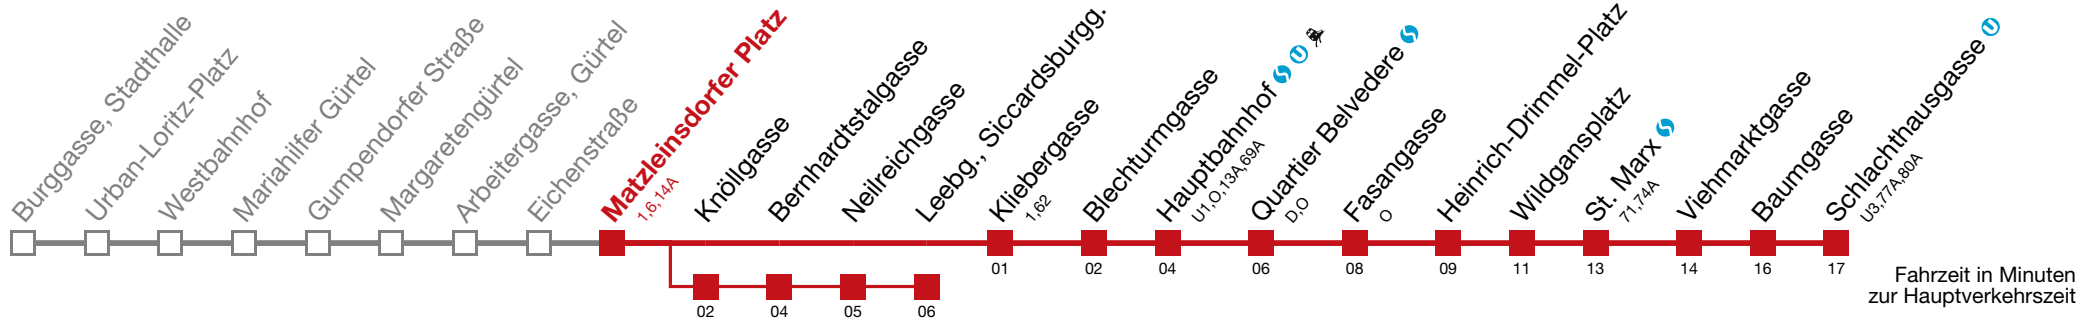 Burggasse, Stadthalle
Urban-Loritz-Platz
Westbahnhof
Mariahilfer Gürtel
Gumpendorfer Straße
Margaretengürtel
Arbeitergasse, Gürtel
Eichenstraße
Matzleinsdorfer Platz
1,6,14A
Knöllgasse
Bernhardtstalgasse
Neilreichgasse
Leebg., Siccardsburgg.
Kliebergasse
1,62
Blechturmgasse
Hauptbahnhof
U1,O,13A,69A
Quartier Belvedere
D,O
Fasangasse
O
Heinrich-Drimmel-Platz
Wildgansplatz
St. Marx
71,74A
Viehmarktgasse
Baumgasse
Schlachthausgasse
U3,77A,80A
01 02 04 06 08 09 11 13 14 16 17
02 04 05 06
Fahrzeit in Minuten
zur Hauptverkehrszeit